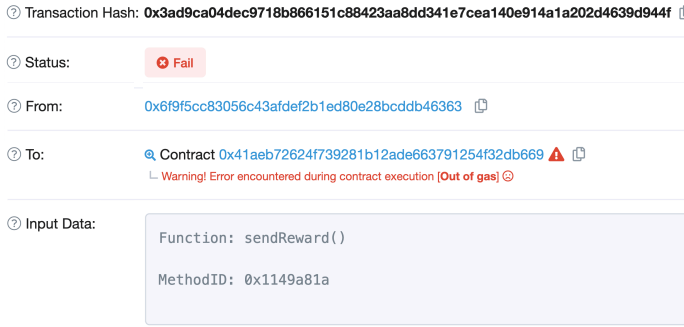 Transaction Hash: 0x3ad9ca04dec9718b866151c88423aa8dd341e7cea140e914a1a202d4639d944f
Status: Fail
From: 0x6f9f5cc83056c43afdef2b1ed80e28bcddb46363
To: Contract 0x41aeb72624f739281b12ade663791254f32db669
Warning! Error encountered during contract execution [Out of gas]
Input Data:
Function: sendReward()
MethodID: 0x1149a81a